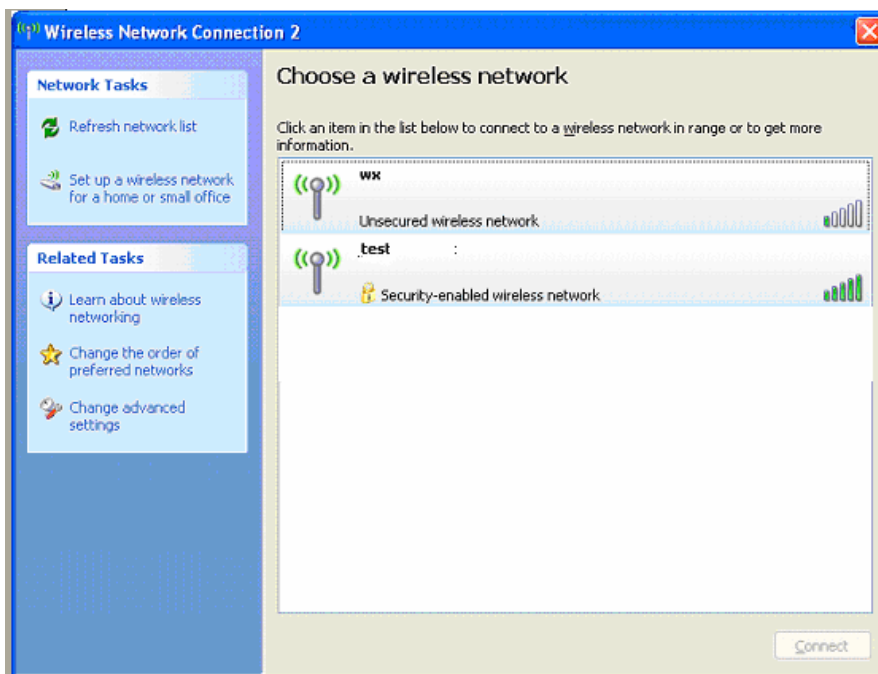 Wireless Network Connection 2
Network Tasks
Refresh network list
Set up a wireless network
for a home or small office
Related Tasks
Learn about wireless
networking
Change the order of
preferred networks
Change advanced
settings
Choose a wireless network
Click an item in the list below to connect to a wireless network in range or to get more
information.
wx
Unsecured wireless network
test :
Security-enabled wireless network
Connect